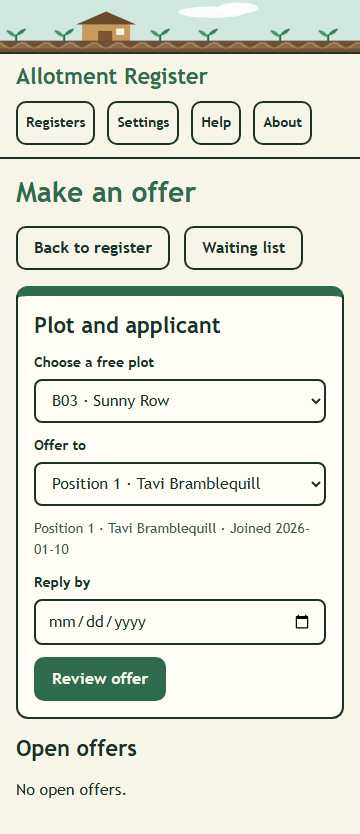 Allotment Register
Registers Settings Help About
Make an offer
Back to register Waiting list
Plot and applicant
Choose a free plot
B03 · Sunny Row
Offer to
Position 1 · Tavi Bramblequill
Position 1 · Tavi Bramblequill · Joined 2026-
01-10
Reply by
mm/dd/yyyy
Review offer
Open offers
No open offers.